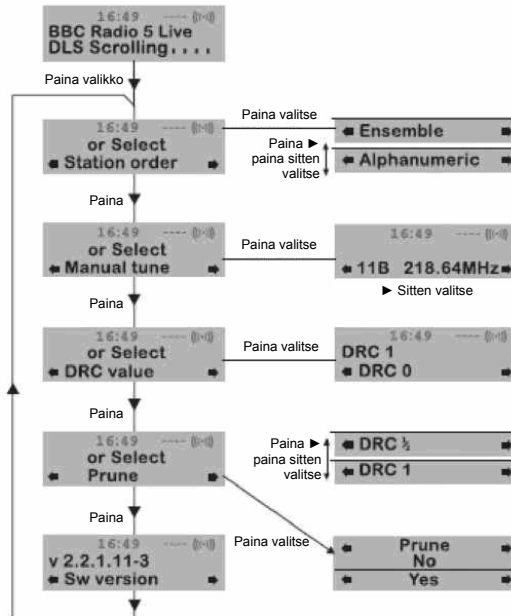 16:49
BBC Radio 5 Live
DLS Scrolling....
Paina valikko
16:49
or Select
Station order
Paina valitse
Ensemble
Paina ►
paina sitten
valitse
Alphanumeric
Paina
16:49
or Select
Manual tune
Paina valitse
16:49
11B 218.64MHz
► Sitten valitse
Paina
16:49
or Select
DRC value
Paina valitse
16:49
DRC 1
DRC 0
Paina
16:49
or Select
Prune
Paina ►
paina sitten
valitse
DRC ½
DRC 1
Paina
Paina valitse
16:49
v 2.2.1.11-3
Sw version
Prune
No
Yes